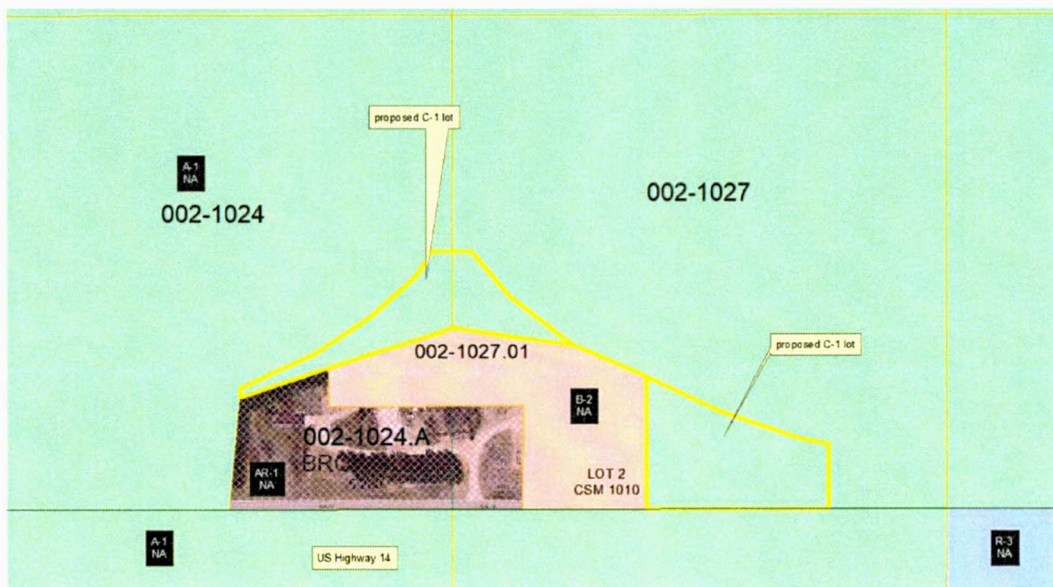 proposed C-1 lot
A-1
NA
002-1024
002-1027
002-1027.01
proposed C-1 lot
B-2
NA
002-1024.A
BRC
AR-1
NA
LOT 2
CSM 1010
A-1
NA
US Highway 14
R-3
NA